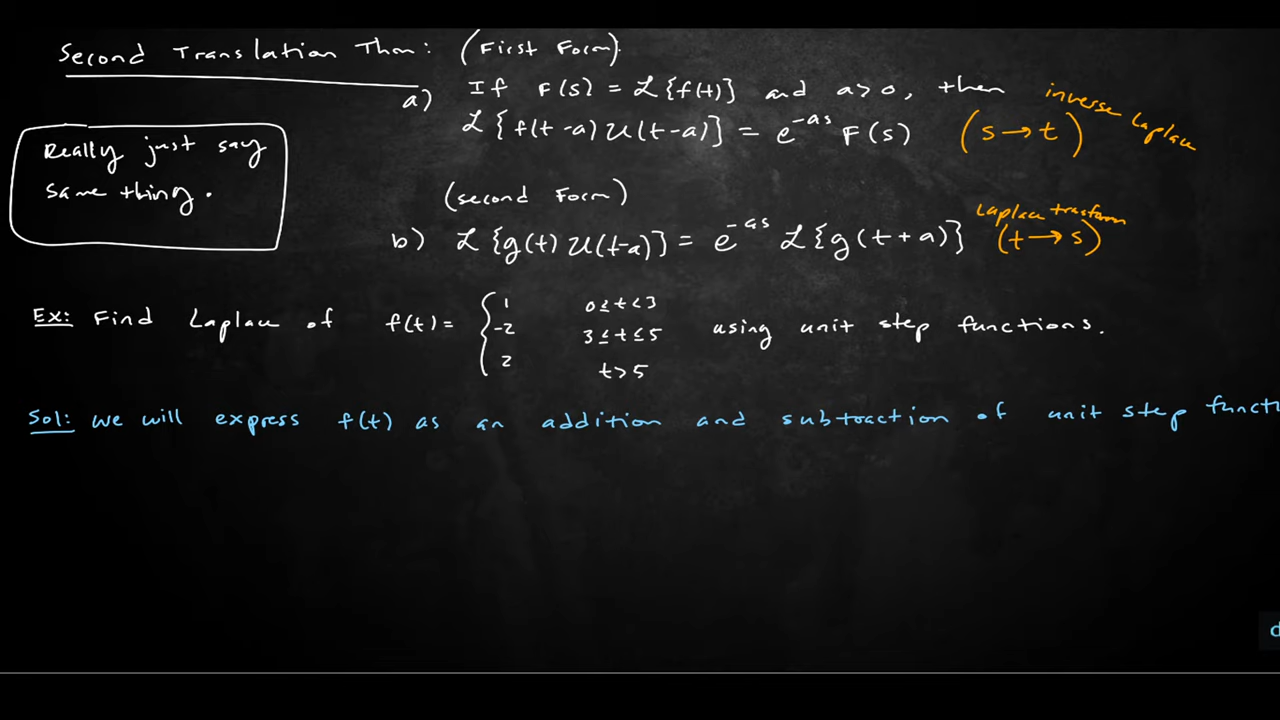 Second Translation Thm: (First Form)
a) If F(s) = ℒ{f(t)} and a>0, then
ℒ{f(t-a)U(t-a)} = e^{-as} F(s) (s→t) inverse Laplace
Really just say
same thing.
(second Form)
b) ℒ{g(t) U(t-a)} = e^{-as} ℒ{g(t+a)} (t→s) Laplace trasform
Ex: Find Laplace of f(t) = { 1 0≤t<3
-2 3≤t≤5 using unit step functions.
2 t>5
Sol: we will express f(t) as an addition and subtraction of unit step functi